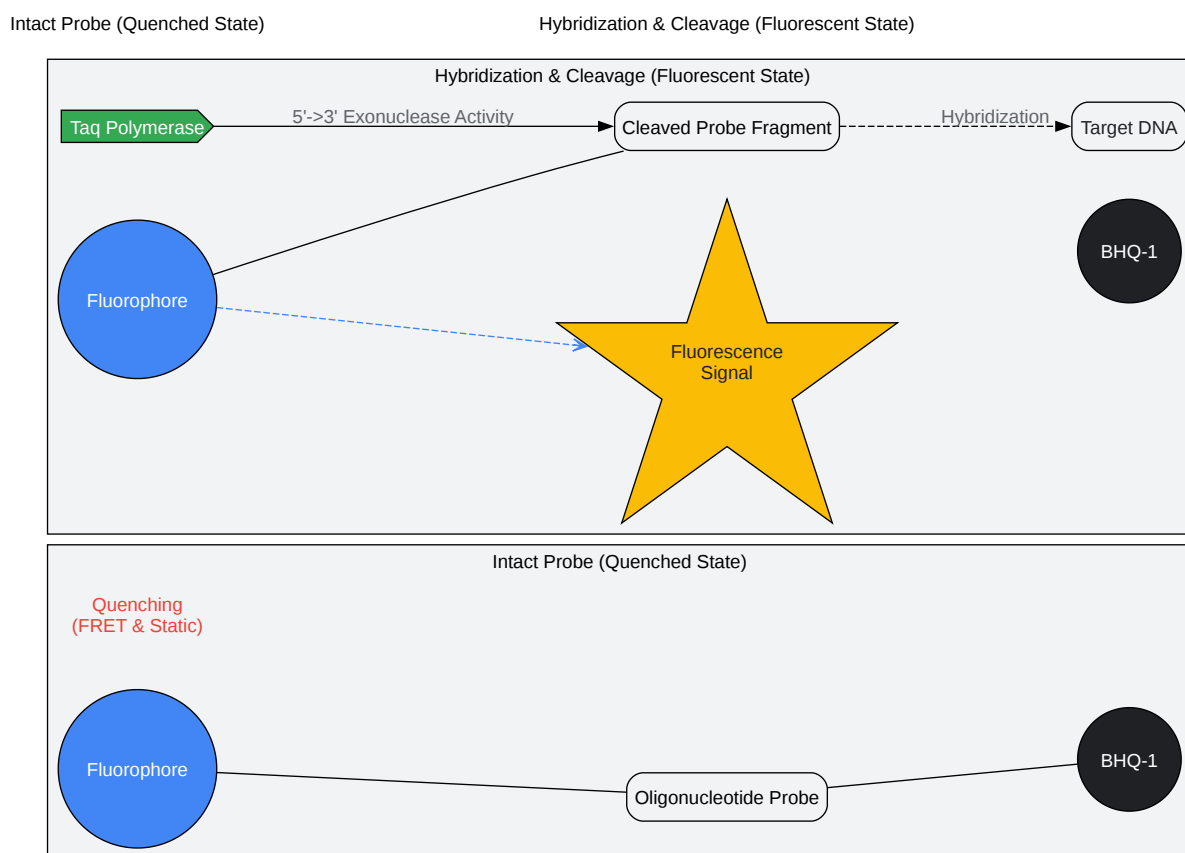 Intact Probe (Quenched State)
Hybridization & Cleavage (Fluorescent State)
Hybridization & Cleavage (Fluorescent State)
Taq Polymerase
5'->3' Exonuclease Activity
Cleaved Probe Fragment
Hybridization
Target DNA
BHQ-1
Fluorophore
Fluorescence
Signal
Intact Probe (Quenched State)
Quenching
(FRET & Static)
Fluorophore
Oligonucleotide Probe
BHQ-1